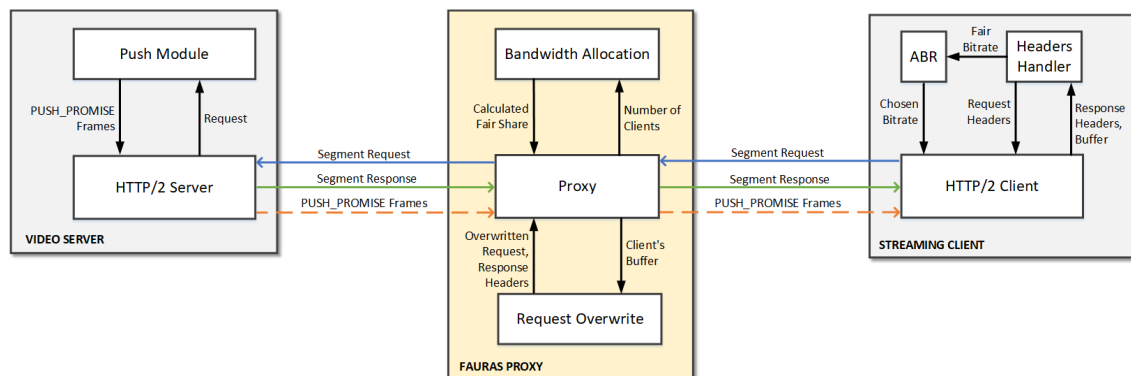 Push Module
PUSH_PROMISE
Frames
Request
HTTP/2 Server
VIDEO SERVER
Segment Request
Segment Response
PUSH_PROMISE Frames
Bandwidth Allocation
Calculated
Fair Share
Number of
Clients
Proxy
Overwritten
Request,
Response
Headers
Client's
Buffer
Request Overwrite
FAURAS PROXY
Segment Request
Segment Response
PUSH_PROMISE Frames
ABR
Fair
Bitrate
Headers
Handler
Chosen
Bitrate
Request
Headers
Response
Headers,
Buffer
HTTP/2 Client
STREAMING CLIENT